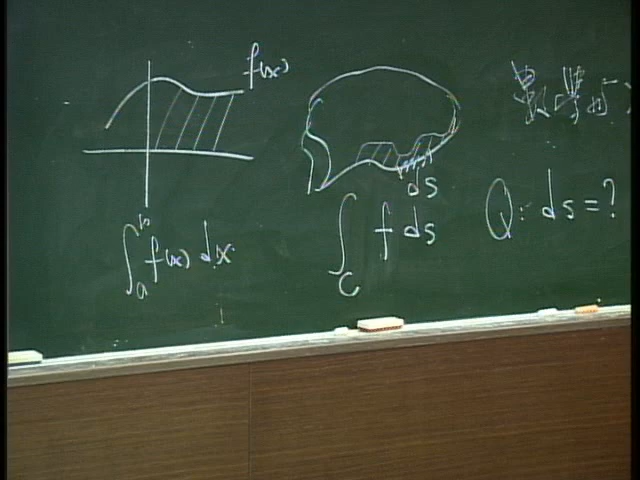 f(x)
ds
∫_a^b f(x) dx
∫_C f ds
Q: ds = ?